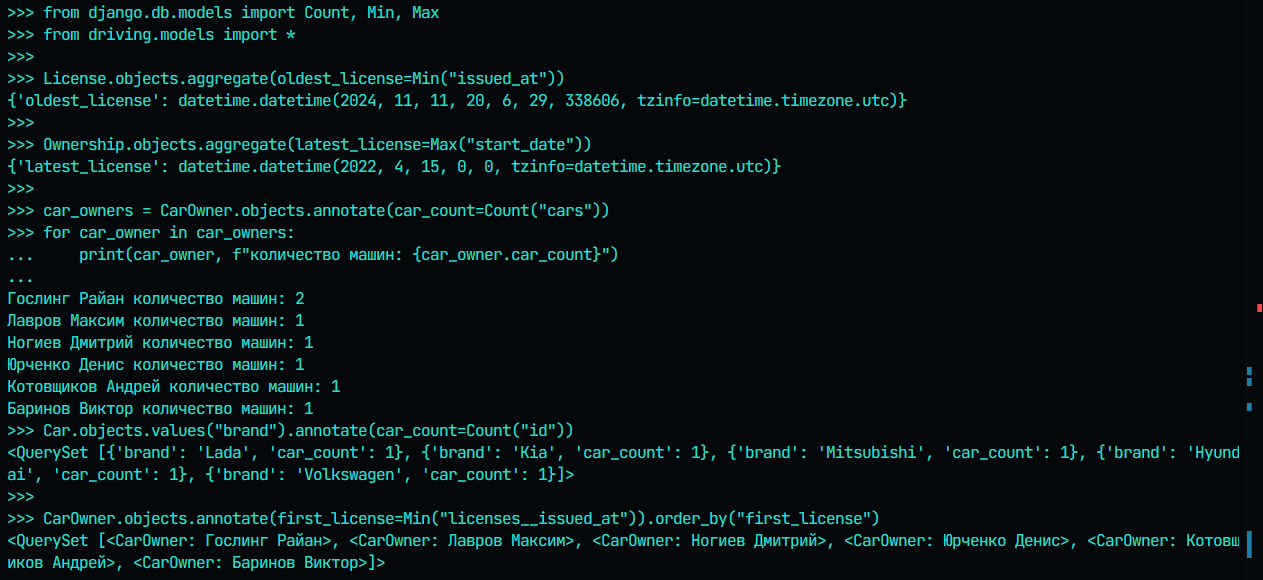 >>> from django.db.models import Count, Min, Max
>>> from driving.models import *
>>>
>>> License.objects.aggregate(oldest_license=Min("issued_at"))
{'oldest_license': datetime.datetime(2024, 11, 11, 20, 6, 29, 338606, tzinfo=datetime.timezone.utc)}
>>>
>>> Ownership.objects.aggregate(latest_license=Max("start_date"))
{'latest_license': datetime.datetime(2022, 4, 15, 0, 0, tzinfo=datetime.timezone.utc)}
>>>
>>> car_owners = CarOwner.objects.annotate(car_count=Count("cars"))
>>> for car_owner in car_owners:
...     print(car_owner, f"количество машин: {car_owner.car_count}")
...
Гослинг Райан количество машин: 2
Лавров Максим количество машин: 1
Ногиев Дмитрий количество машин: 1
Юрченко Денис количество машин: 1
Котовщиков Андрей количество машин: 1
Баринов Виктор количество машин: 1
>>> Car.objects.values("brand").annotate(car_count=Count("id"))
<QuerySet [{'brand': 'Lada', 'car_count': 1}, {'brand': 'Kia', 'car_count': 1}, {'brand': 'Mitsubishi', 'car_count': 1}, {'brand': 'Hyund
ai', 'car_count': 1}, {'brand': 'Volkswagen', 'car_count': 1}]>
>>>
>>> CarOwner.objects.annotate(first_license=Min("licenses__issued_at")).order_by("first_license")
<QuerySet [<CarOwner: Гослинг Райан>, <CarOwner: Лавров Максим>, <CarOwner: Ногиев Дмитрий>, <CarOwner: Юрченко Денис>, <CarOwner: Котовщ
иков Андрей>, <CarOwner: Баринов Виктор>]>